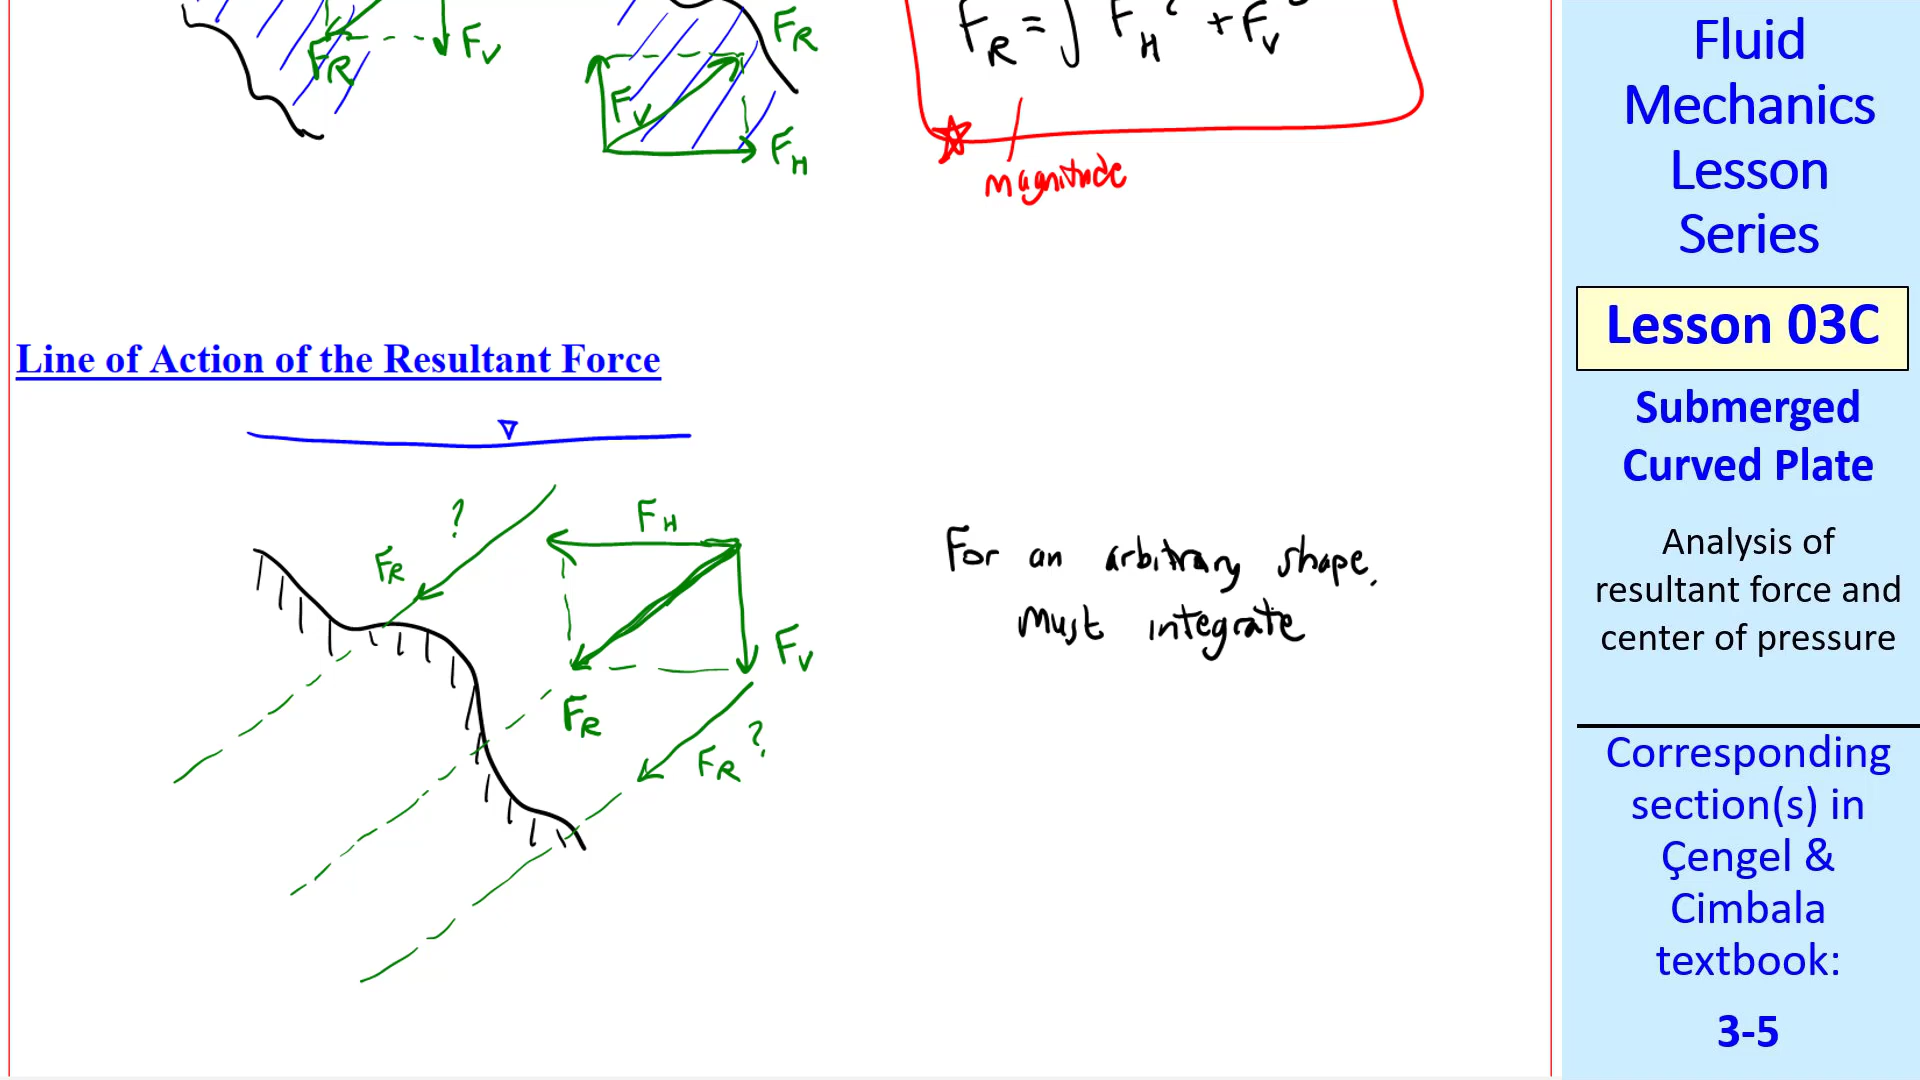 F_R
F_V
F_R
F_V
F_H
F_R = √ F_H² + F_V²
magnitude
Line of Action of the Resultant Force
?
F_R
F_H
F_V
F_R
F_R ?
For an arbitrary shape,
Must integrate
Fluid
Mechanics
Lesson
Series
Lesson 03C
Submerged
Curved Plate
Analysis of
resultant force and
center of pressure
Corresponding
section(s) in
Çengel &
Cimbala
textbook:
3-5